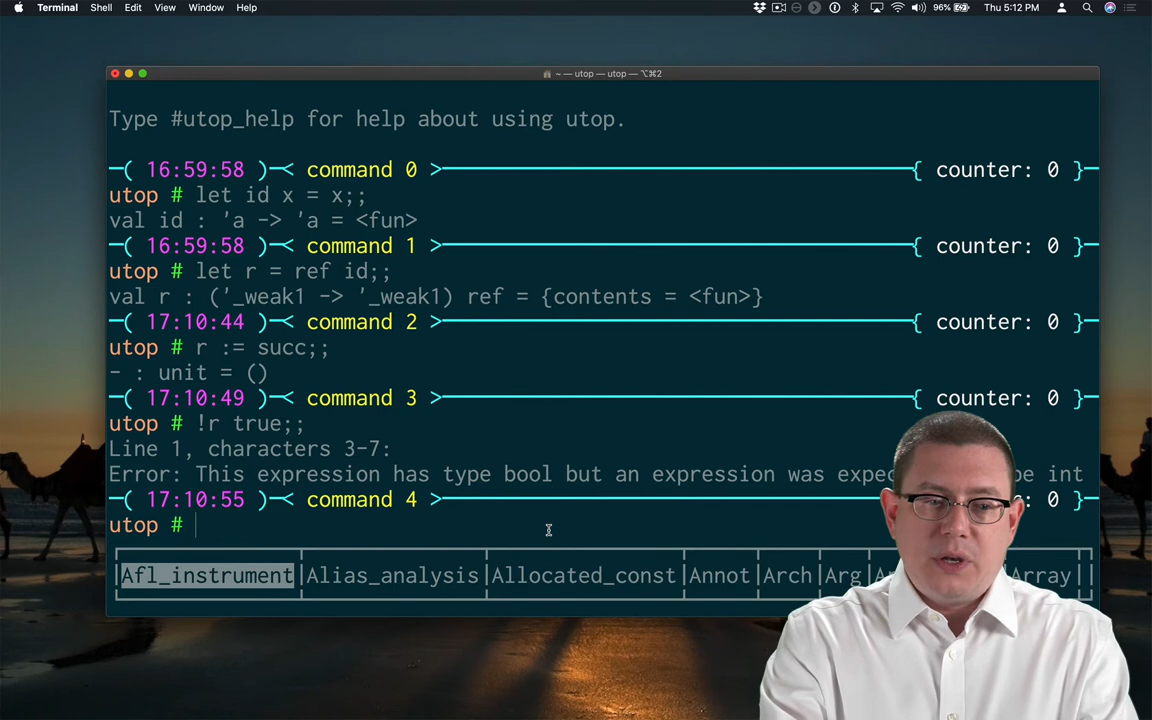 Terminal Shell Edit View Window Help 96% Thu 5:12 PM
~ — utop — utop — ⌥⌘2
Type #utop_help for help about using utop.
─( 16:59:58 )─< command 0 >─{ counter: 0 }─
utop # let id x = x;;
val id : 'a -> 'a = <fun>
─( 16:59:58 )─< command 1 >─{ counter: 0 }─
utop # let r = ref id;;
val r : ('_weak1 -> '_weak1) ref = {contents = <fun>}
─( 17:10:44 )─< command 2 >─{ counter: 0 }─
utop # r := succ;;
- : unit = ()
─( 17:10:49 )─< command 3 >─{ counter: 0 }─
utop # !r true;;
Line 1, characters 3-7:
Error: This expression has type bool but an expression was int
─( 17:10:55 )─< command 4 >─ 0 }─
utop #
Afl_instrument Alias_analysis Allocated_const Annot Arch Arg Array